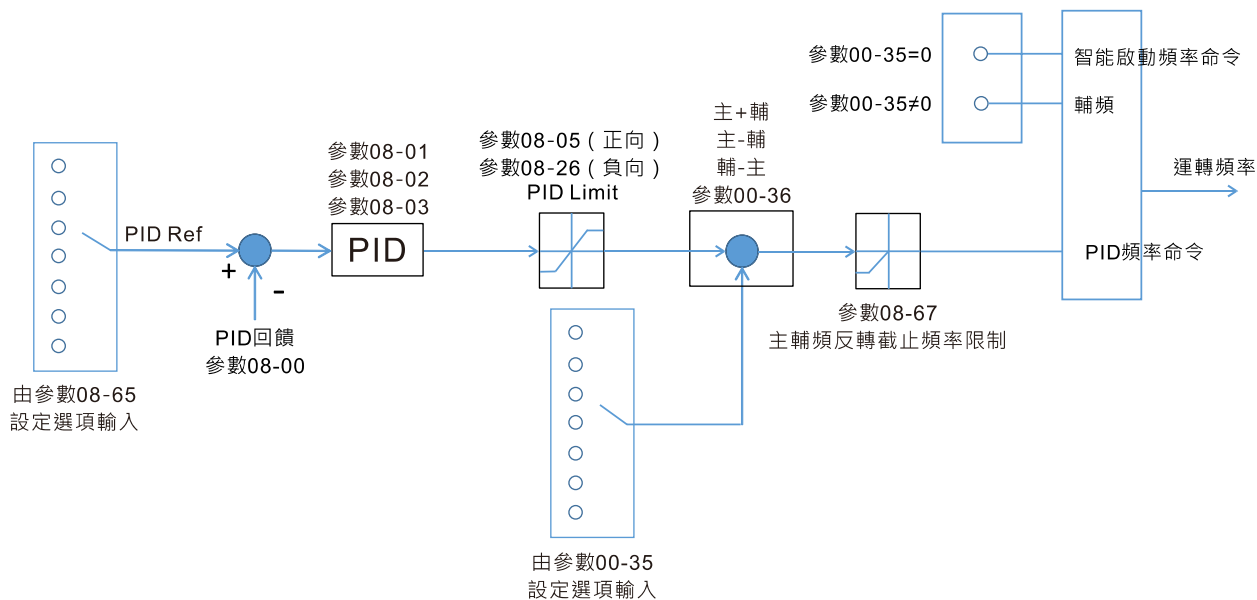 參數00-35=0
智能啟動頻率命令
參數00-35≠0
輔頻
運轉頻率
PID頻率命令
主+輔
主-輔
輔-主
參數00-36
參數08-05（正向）
參數08-26（負向）
PID Limit
參數08-01
參數08-02
參數08-03
PID
PID Ref
+
-
PID回饋
參數08-00
參數08-67
主輔頻反轉截止頻率限制
由參數08-65
設定選項輸入
由參數00-35
設定選項輸入